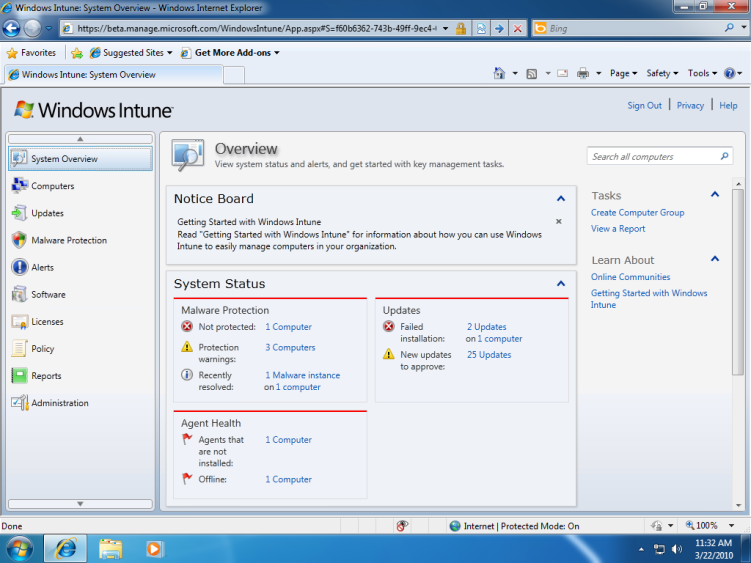 Windows Intune: System Overview - Windows Internet Explorer
https://beta.manage.microsoft.com/WindowsIntune/App.aspx#S=f60b6362-743b-49ff-9ec4-
Bing
Favorites
Suggested Sites
Get More Add-ons
Windows Intune: System Overview
Page
Safety
Tools
Windows Intune
Sign Out
Privacy
Help
System Overview
Computers
Updates
Malware Protection
Alerts
Software
Licenses
Policy
Reports
Administration
Overview
View system status and alerts, and get started with key management tasks.
Search all computers
Notice Board
Getting Started with Windows Intune
Read "Getting Started with Windows Intune" for information about how you can use Windows
Intune to easily manage computers in your organization.
System Status
Malware Protection
Not protected: 1 Computer
Protection warnings: 3 Computers
Recently resolved: 1 Malware instance
on 1 computer
Updates
Failed installation: 2 Updates
on 1 computer
New updates to approve: 25 Updates
Agent Health
Agents that are not installed: 1 Computer
Offline: 1 Computer
Tasks
Create Computer Group
View a Report
Learn About
Online Communities
Getting Started with Windows
Intune
Done
Internet | Protected Mode: On
100%
11:32 AM
3/22/2010